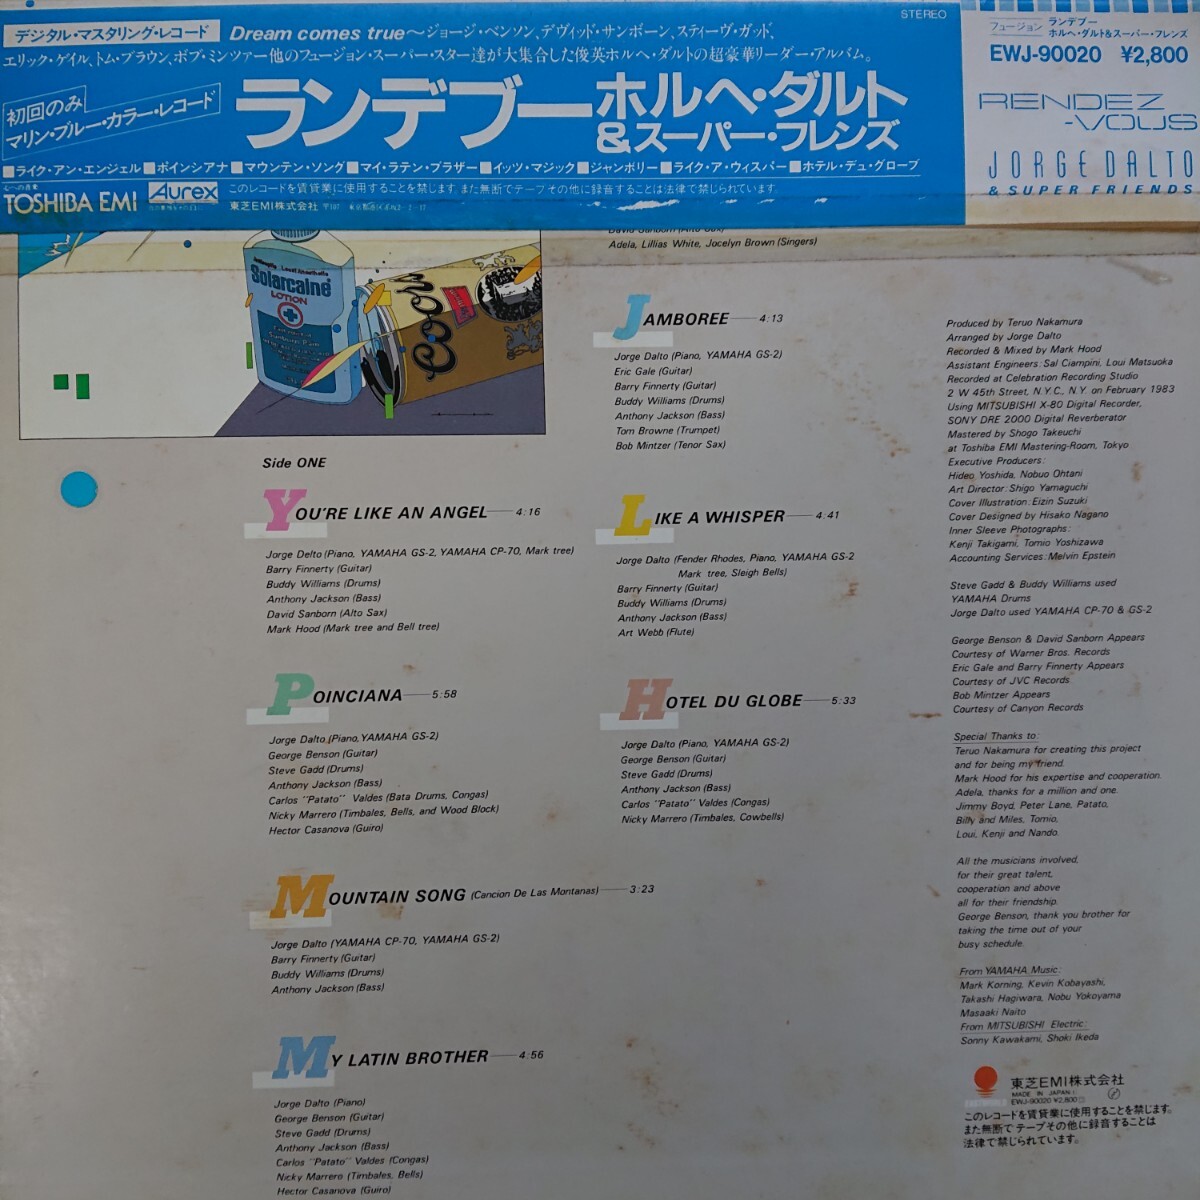 デジタル・マスタリング・レコード
Dream comes true～ジョージ・ベンソン、デヴィッド・サンボーン、スティーヴ・ガッド、
エリック・ゲイル、トム・ブラウン、ボブ・ミンツァー他のフュージョン・スーパー・スター達が大集合した俊英ホルヘ・ダルトの超豪華リーダー・アルバム。
初回のみ
マリン・ブルー・カラー・レコード
ランデブー
ホルヘ・ダルト
&スーパー・フレンズ
■ライク・アン・エンジェル■ポインシアナ■マウンテン・ソング■マイ・ラテン・ブラザー■イッツ・マジック■ジャンボリー■ライク・ア・ウィスパー■ホテル・デュ・グローブ
心への音楽
TOSHIBA EMI
Aurex
このレコードを賃貸業に使用することを禁じます。また無断でテープその他に録音することは法律で禁じられています。
東芝EMI株式会社
STEREO
フュージョン
ランデブー
ホルヘ・ダルト&スーパー・フレンズ
EWJ-90020 ¥2,800
RENDEZ
-VOUS
JORGE DALTO
& SUPER FRIENDS
Solarcaine
LOTION
Coors
Side ONE
YOU'RE LIKE AN ANGEL 4:16
Jorge Delto (Piano, YAMAHA GS-2, YAMAHA CP-70, Mark tree)
Barry Finnerty (Guitar)
Buddy Williams (Drums)
Anthony Jackson (Bass)
David Sanborn (Alto Sax)
Mark Hood (Mark tree and Bell tree)
POINCIANA 5:58
Jorge Dalto (Piano, YAMAHA GS-2)
George Benson (Guitar)
Steve Gadd (Drums)
Anthony Jackson (Bass)
Carlos "Patato" Valdes (Bata Drums, Congas)
Nicky Marrero (Timbales, Bells, and Wood Block)
Hector Casanova (Guiro)
MOUNTAIN SONG (Cancion De Las Montanas) 3:23
Jorge Dalto (YAMAHA CP-70, YAMAHA GS-2)
Barry Finnerty (Guitar)
Buddy Williams (Drums)
Anthony Jackson (Bass)
MY LATIN BROTHER 4:56
Jorge Dalto (Piano)
George Benson (Guitar)
Steve Gadd (Drums)
Anthony Jackson (Bass)
Carlos "Patato" Valdes (Congas)
Nicky Marrero (Timbales, Bells)
Hector Casanova (Guiro)
David Sanborn (Alto Sax)
Adela, Lillias White, Jocelyn Brown (Singers)
JAMBOREE 4:13
Jorge Dalto (Piano, YAMAHA GS-2)
Eric Gale (Guitar)
Barry Finnerty (Guitar)
Buddy Williams (Drums)
Anthony Jackson (Bass)
Tom Browne (Trumpet)
Bob Mintzer (Tenor Sax)
LIKE A WHISPER 4:41
Jorge Dalto (Fender Rhodes, Piano, YAMAHA GS-2
Mark tree, Sleigh Bells)
Barry Finnerty (Guitar)
Buddy Williams (Drums)
Anthony Jackson (Bass)
Art Webb (Flute)
HOTEL DU GLOBE 5:33
Jorge Dalto (Piano, YAMAHA GS-2)
George Benson (Guitar)
Steve Gadd (Drums)
Anthony Jackson (Bass)
Carlos "Patato" Valdez (Congas)
Nicky Marrero (Timbales, Cowbells)
Produced by Teruo Nakamura
Arranged by Jorge Dalto
Recorded & Mixed by Mark Hood
Assistant Engineers: Sal Ciampini, Loui Matsuoka
Recorded at Celebration Recording Studio
2 W 45th Street, N.Y.C., N.Y. on February 1983
Using MITSUBISHI X-80 Digital Recorder,
SONY DRE 2000 Digital Reverberator
Mastered by Shogo Takeuchi
at Toshiba EMI Mastering-Room, Tokyo
Executive Producers:
Hideo Yoshida, Nobuo Ohtani
Art Director: Shigo Yamaguchi
Cover Illustration: Eizin Suzuki
Cover Designed by Hisako Nagano
Inner Sleeve Photographs:
Kenji Takigami, Tomio Yoshizawa
Accounting Services: Melvin Epstein
Steve Gadd & Buddy Williams used
YAMAHA Drums
Jorge Dalto used YAMAHA CP-70 & GS-2
George Benson & David Sanborn Appears
Courtesy of Warner Bros. Records
Eric Gale and Barry Finnerty Appears
Courtesy of JVC Records
Bob Mintzer Appears
Courtesy of Canyon Records
Special Thanks to:
Teruo Nakamura for creating this project
and for being my friend.
Mark Hood for his expertise and cooperation.
Adela, thanks for a million and one.
Jimmy Boyd, Peter Lane, Patato,
Billy and Miles, Tomio,
Loui, Kenji and Nando.
All the musicians involved,
for their great talent,
cooperation and above
all for their friendship.
George Benson, thank you brother for
taking the time out of your
busy schedule.
From YAMAHA Music:
Mark Korning, Kevin Kobayashi,
Takashi Hagiwara, Nobu Yokoyama
Masaaki Naito
From MITSUBISHI Electric:
Sonny Kawakami, Shoki Ikeda
東芝EMI株式会社
MADE IN JAPAN
EWJ-90020 ¥2,800
このレコードを賃貸業に使用することを禁じます。
また無断でテープその他に録音することは
法律で禁じられています。